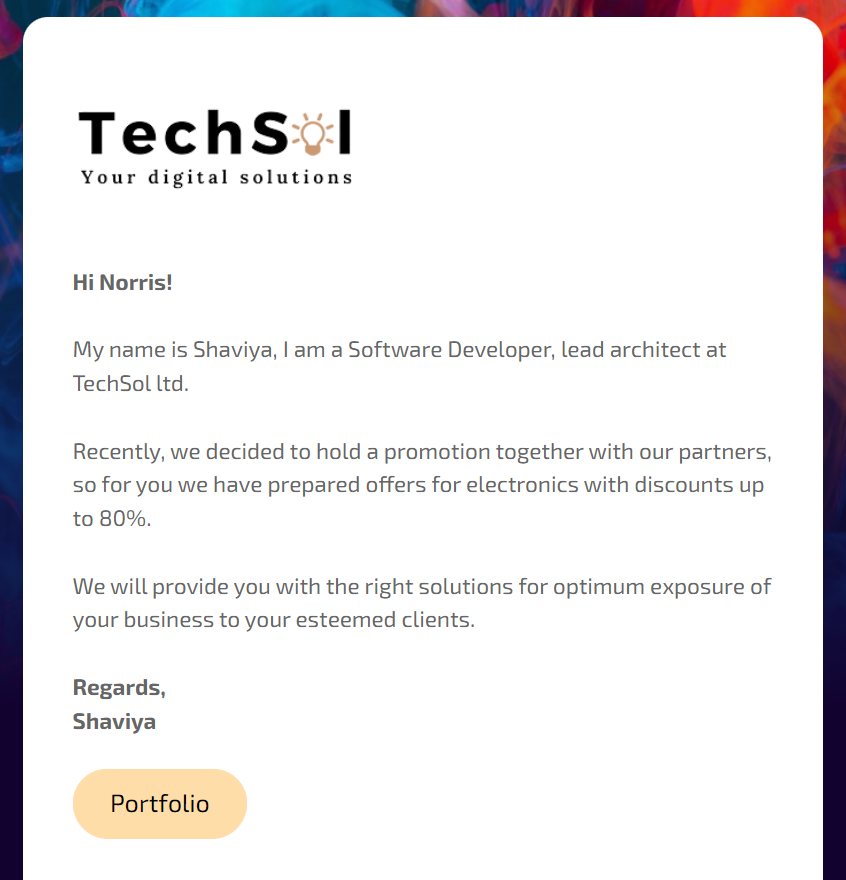 TechSol
Your digital solutions
Hi Norris!
My name is Shaviya, I am a Software Developer, lead architect at
TechSol ltd.
Recently, we decided to hold a promotion together with our partners,
so for you we have prepared offers for electronics with discounts up
to 80%.
We will provide you with the right solutions for optimum exposure of
your business to your esteemed clients.
Regards,
Shaviya
Portfolio